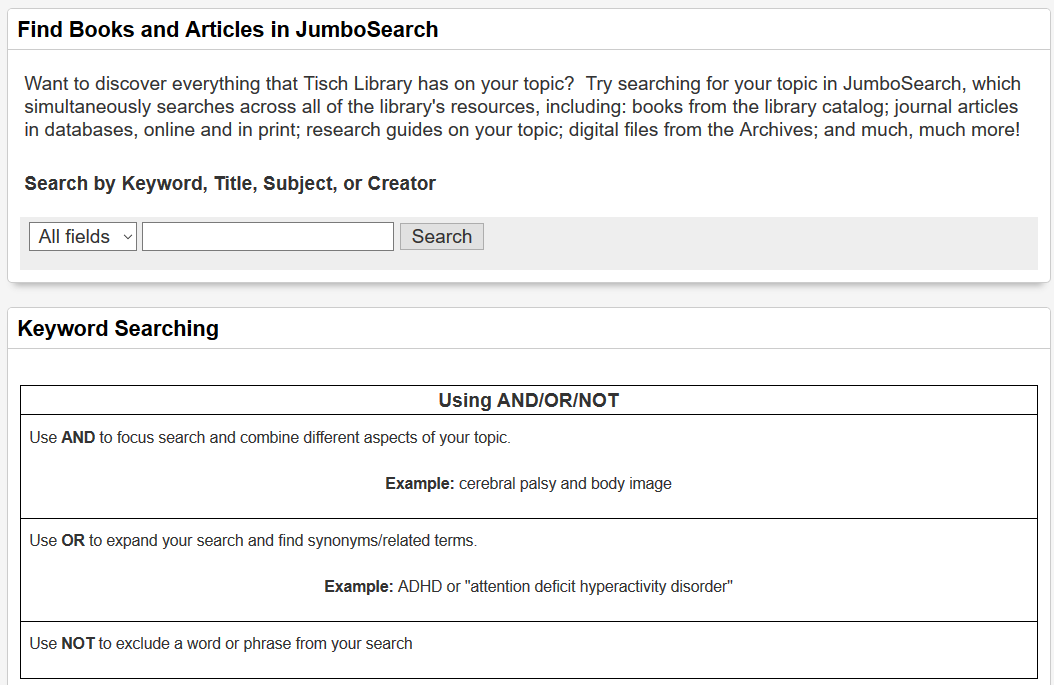 Find Books and Articles in JumboSearch
Want to discover everything that Tisch Library has on your topic?  Try searching for your topic in JumboSearch, which
simultaneously searches across all of the library's resources, including: books from the library catalog; journal articles
in databases, online and in print; research guides on your topic; digital files from the Archives; and much, much more!
Search by Keyword, Title, Subject, or Creator
All fields Search
Keyword Searching
Using AND/OR/NOT
Use AND to focus search and combine different aspects of your topic.
Example: cerebral palsy and body image
Use OR to expand your search and find synonyms/related terms.
Example: ADHD or "attention deficit hyperactivity disorder"
Use NOT to exclude a word or phrase from your search